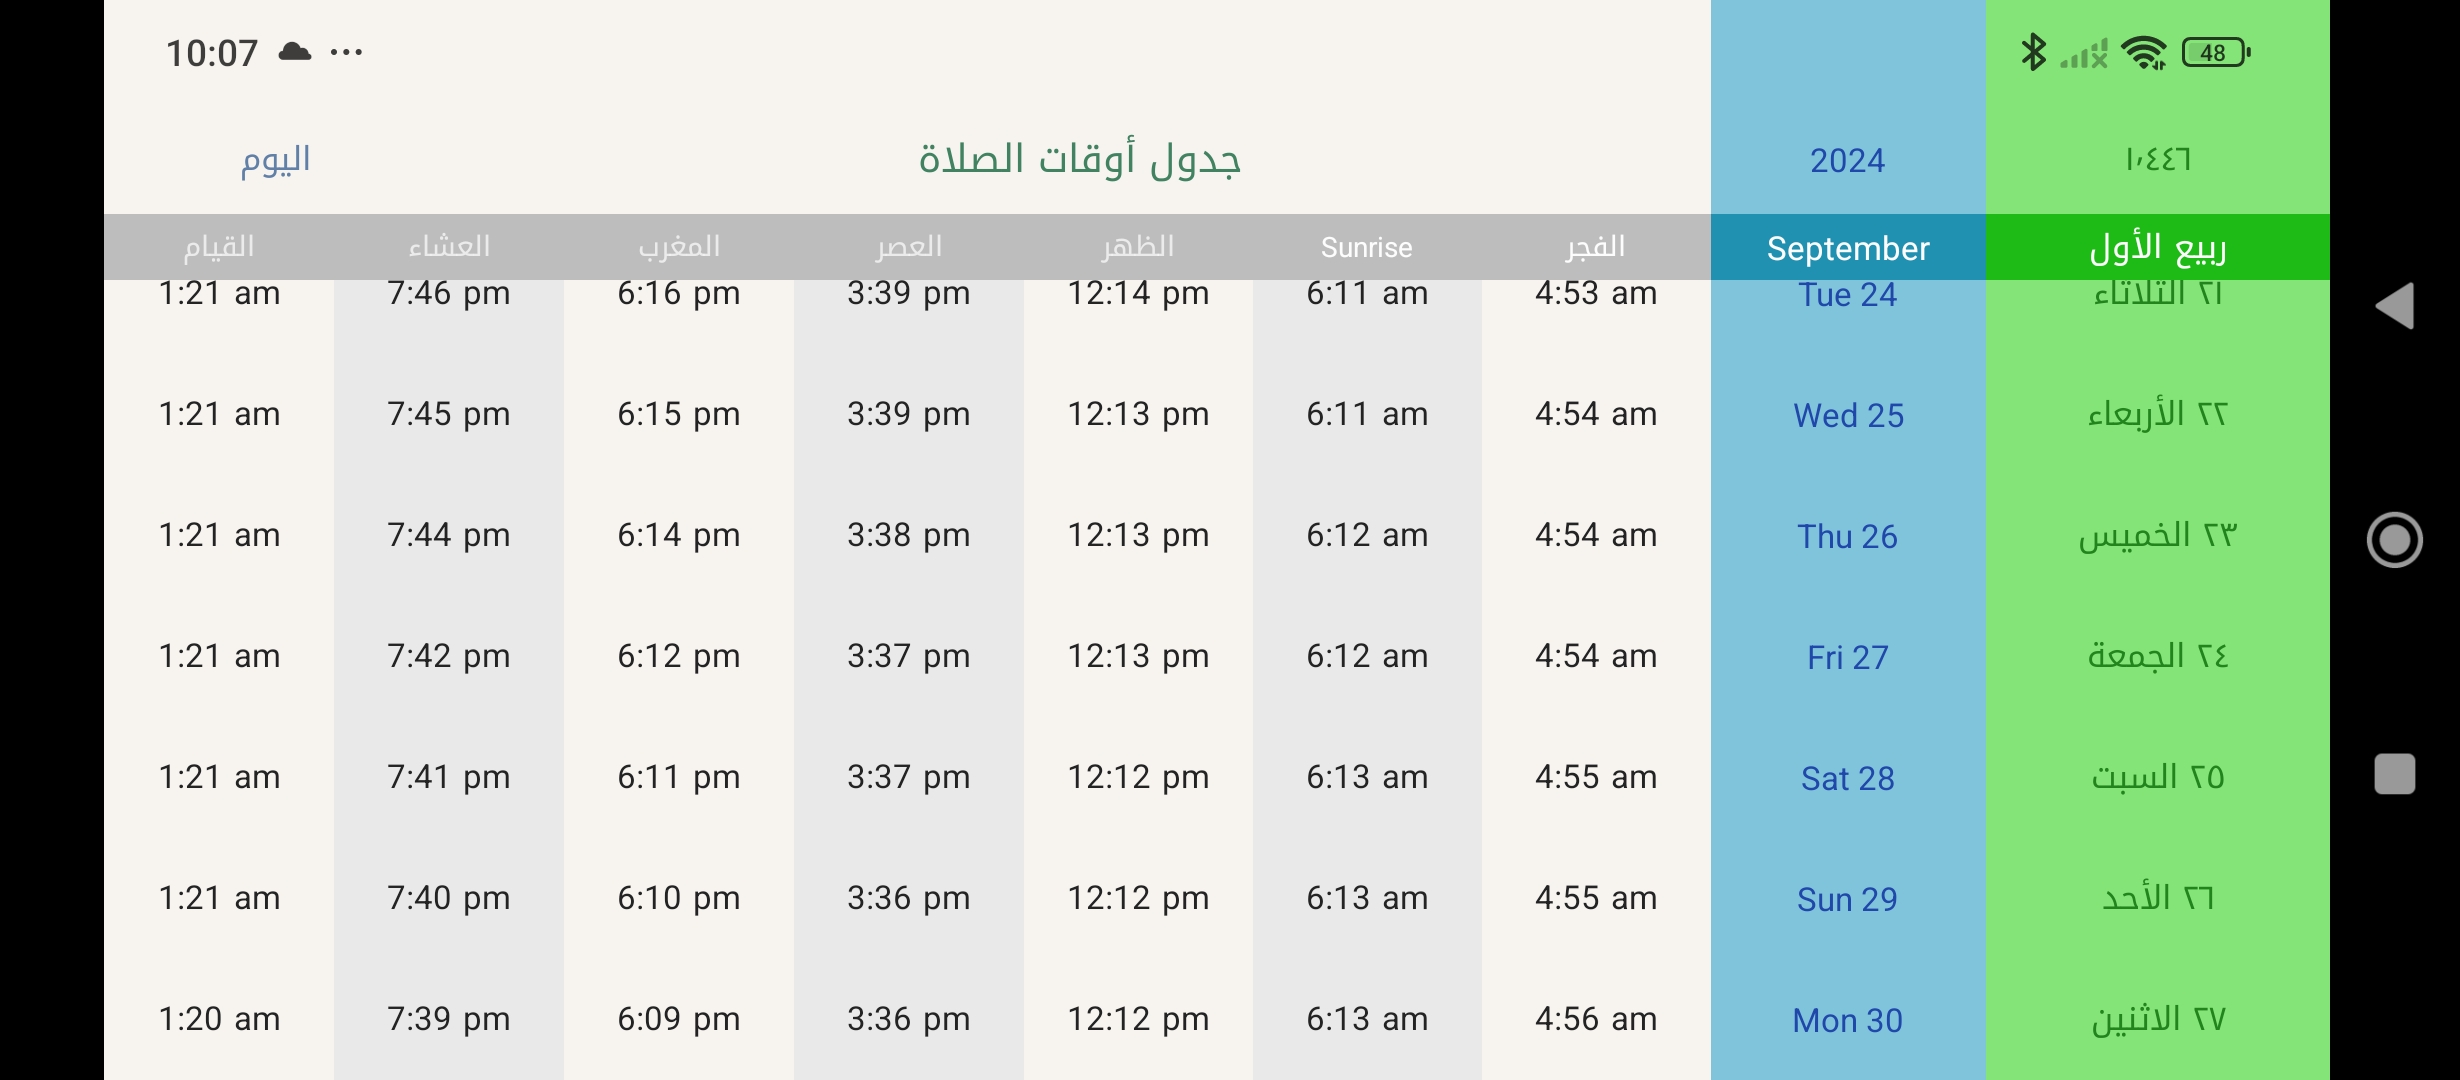 10:07 ...
48
١٬٤٤٦ 2024 جدول أوقات الصلاة اليوم
ربيع الأول September الفجر Sunrise الظهر العصر المغرب العشاء القيام
٢١ الثلاثاء Tue 24 4:53 am 6:11 am 12:14 pm 3:39 pm 6:16 pm 7:46 pm 1:21 am
٢٢ الأربعاء Wed 25 4:54 am 6:11 am 12:13 pm 3:39 pm 6:15 pm 7:45 pm 1:21 am
٢٣ الخميس Thu 26 4:54 am 6:12 am 12:13 pm 3:38 pm 6:14 pm 7:44 pm 1:21 am
٢٤ الجمعة Fri 27 4:54 am 6:12 am 12:13 pm 3:37 pm 6:12 pm 7:42 pm 1:21 am
٢٥ السبت Sat 28 4:55 am 6:13 am 12:12 pm 3:37 pm 6:11 pm 7:41 pm 1:21 am
٢٦ الأحد Sun 29 4:55 am 6:13 am 12:12 pm 3:36 pm 6:10 pm 7:40 pm 1:21 am
٢٧ الاثنين Mon 30 4:56 am 6:13 am 12:12 pm 3:36 pm 6:09 pm 7:39 pm 1:20 am